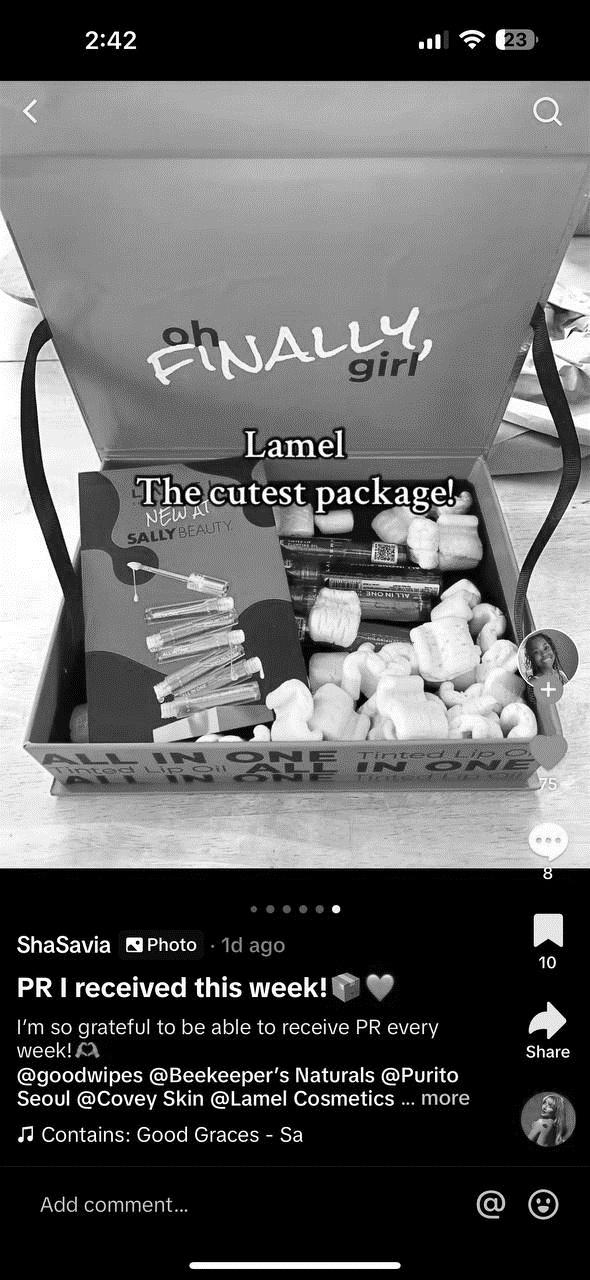 2:42
23
oh
FINALLY,
girl
Lamel
The cutest package!
NEW AT
SALLY BEAUTY
ALL IN ONE
ALL IN ONE Tinted Lip O
Tinted Lip Oil ALL IN ONE
ALL IN ONE Tinted Lip Oil
75
8
ShaSavia Photo · 1d ago
PR I received this week!📦🩷
10
I'm so grateful to be able to receive PR every
week!🫶
@goodwipes @Beekeeper's Naturals @Purito
Seoul @Covey Skin @Lamel Cosmetics ... more
Share
Contains: Good Graces - Sa
Add comment...